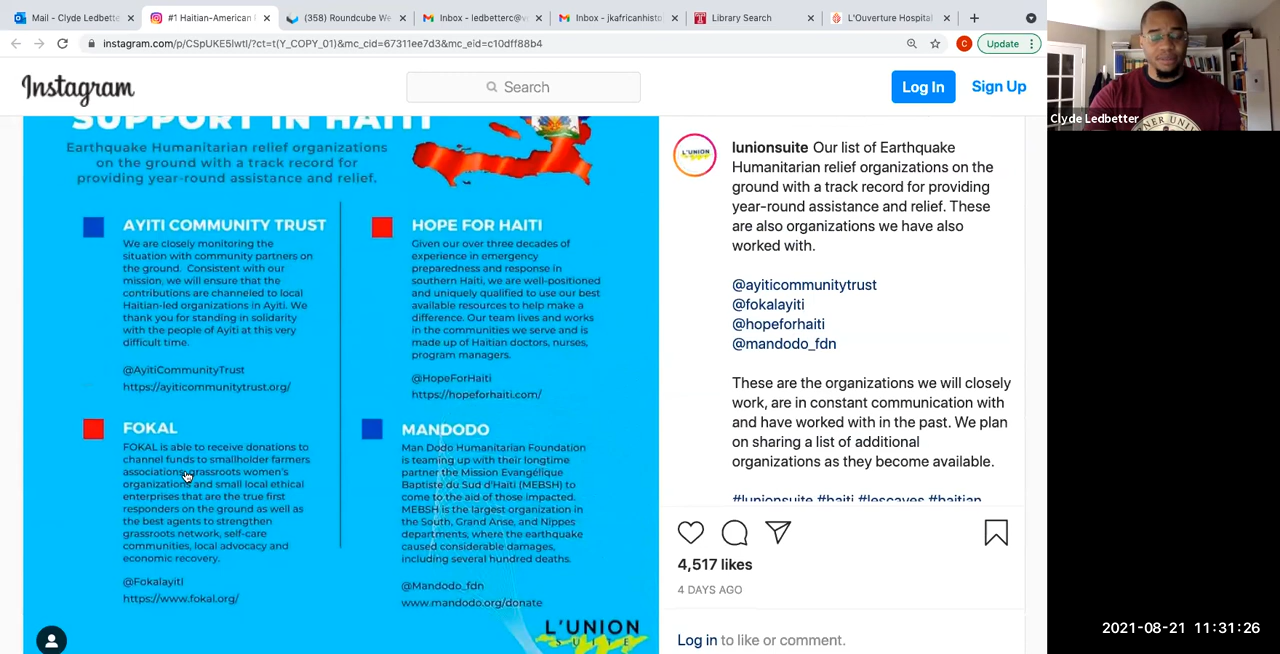 Mail - Clyde Ledbette
#1 Haitian-American
(358) Roundcube We
Inbox - ledbetterc@v
Inbox - jkafricanhisto
Library Search
L'Ouverture Hospital
instagram.com/p/CSpUKE5lwtI/?ct=t(Y_COPY_01)&mc_cid=67311ee7d3&mc_eid=c10dff88b4
C
Update
Instagram
Search
Log In
Sign Up
Clyde Ledbetter
SUPPORT IN HAITI
Earthquake Humanitarian relief organizations
on the ground with a track record for
providing year-round assistance and relief.
AYITI COMMUNITY TRUST
We are closely monitoring the
situation with community partners on
the ground. Consistent with our
mission, we will ensure that the
contributions are channeled to local
Haitian-led organizations in Ayiti. We
thank you for standing in solidarity
with the people of Ayiti at this very
difficult time.
@AyitiCommunityTrust
https://ayiticommunitytrust.org/
HOPE FOR HAITI
Given our over three decades of
experience in emergency
preparedness and response in
southern Haiti, we are well-positioned
and uniquely qualified to use our best
available resources to help make a
difference. Our team lives and works
in the communities we serve and is
made up of Haitian doctors, nurses,
program managers.
@HopeForHaiti
https://hopeforhaiti.com/
FOKAL
FOKAL is able to receive donations to
channel funds to smallholder farmers
associations, grassroots women's
organizations and small local ethical
enterprises that are the true first
responders on the ground as well as
the best agents to strengthen
grassroots network, self-care
communities, local advocacy and
economic recovery.
@Fokalayiti
https://www.fokal.org/
MANDODO
Man Dodo Humanitarian Foundation
is teaming up with their longtime
partner the Mission Evangélique
Baptiste du Sud d'Haiti (MEBSH) to
come to the aid of those impacted.
MEBSH is the largest organization in
the South, Grand Anse, and Nippes
departments, where the earthquake
caused considerable damages,
including several hundred deaths.
@Mandodo_fdn
www.mandodo.org/donate
L'UNION
SUITE
L'UNION
lunionsuite Our list of Earthquake
Humanitarian relief organizations on the
ground with a track record for providing
year-round assistance and relief. These
are also organizations we have also
worked with.
@ayiticommunitytrust
@fokalayiti
@hopeforhaiti
@mandodo_fdn
These are the organizations we will closely
work, are in constant communication with
and have worked with in the past. We plan
on sharing a list of additional
organizations as they become available.
#lunionsuite #haiti #lescayes #haitian
4,517 likes
4 DAYS AGO
Log in to like or comment.
2021-08-21 11:31:26